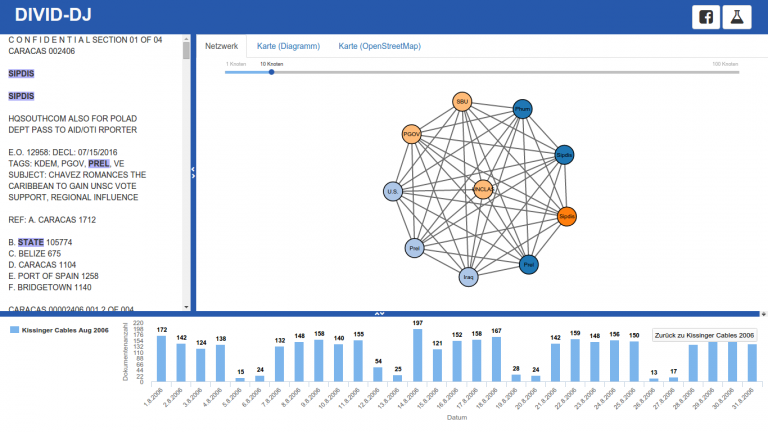 DIVID-DJ
C O N F I D E N T I A L SECTION 01 OF 04
CARACAS 002406
SIPDIS
SIPDIS
HQSOUTHCOM ALSO FOR POLAD
DEPT PASS TO AID/OTI RPORTER
E.O. 12958: DECL: 07/15/2016
TAGS: KDEM, PGOV, PREL, VE
SUBJECT: CHAVEZ ROMANCES THE
CARIBBEAN TO GAIN UNSC VOTE
SUPPORT, REGIONAL INFLUENCE
REF: A. CARACAS 1712
B. STATE 105774
C. BELIZE 675
D. CARACAS 1104
E. PORT OF SPAIN 1258
F. BRIDGETOWN 1140
CARACAS 00002406 001.2 OF 004
Netzwerk Karte (Diagramm) Karte (OpenStreetMap)
1 Knoten 10 Knoten 100 Knoten
SBU
Phum
PGOV
Sipdis
U.S.
UNCLAS
Sipdis
Prel
Prel
Iraq
Kissinger Cables Aug 2006
Zurück zu Kissinger Cables 2006
Dokumentenanzahl
220
198
176
154
132
110
88
66
44
22
0
172 142 124 138 15 24 132 148 158 140 155 54 25 197 121 152 158 167 28 24 142 159 148 156 150 13 17
1.8.2006 2.8.2006 3.8.2006 4.8.2006 5.8.2006 6.8.2006 7.8.2006 8.8.2006 9.8.2006 10.8.2006 11.8.2006 12.8.2006 13.8.2006 14.8.2006 15.8.2006 16.8.2006 17.8.2006 18.8.2006 19.8.2006 20.8.2006 21.8.2006 22.8.2006 23.8.2006 24.8.2006 25.8.2006 26.8.2006 27.8.2006 28.8.2006 29.8.2006 30.8.2006 31.8.2006
Datum